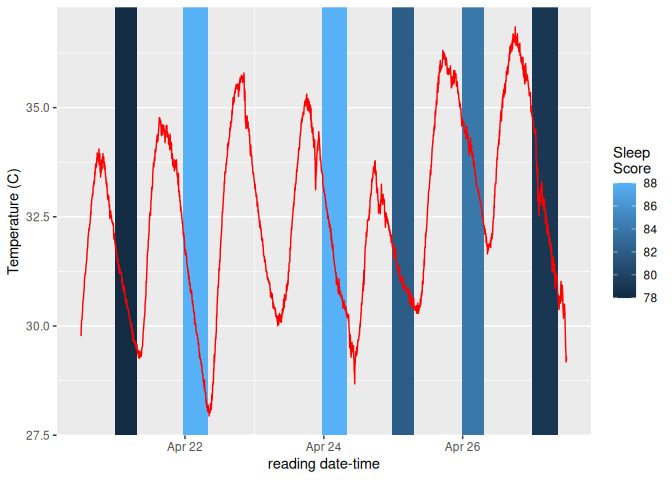 35.0
32.5
30.0
27.5
Temperature (C)
Apr 22
Apr 24
Apr 26
reading date-time
Sleep
Score
88
86
84
82
80
78